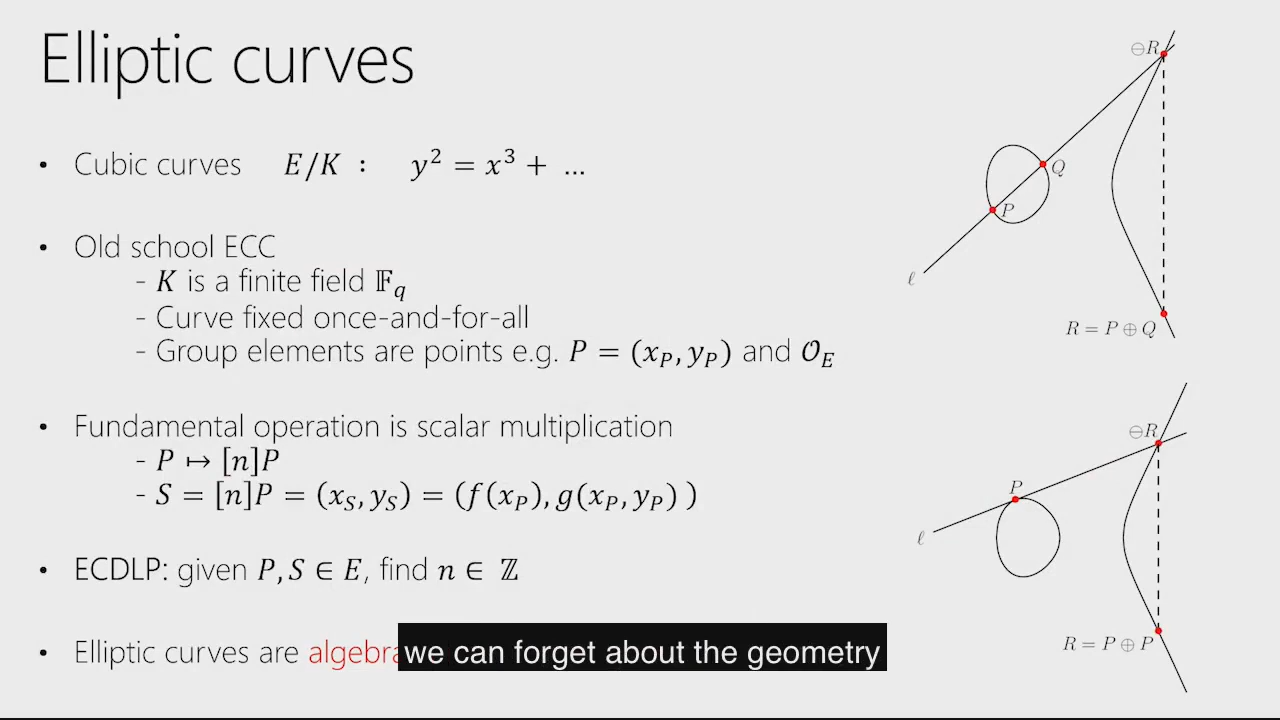 Elliptic curves
• Cubic curves E/K : y² = x³ + …
• Old school ECC
- K is a finite field 𝔽_q
- Curve fixed once-and-for-all
- Group elements are points e.g. P = (x_P, y_P) and 𝒪_E
• Fundamental operation is scalar multiplication
- P ↦ [n]P
- S = [n]P = (x_S, y_S) = (f(x_P), g(x_P, y_P) )
• ECDLP: given P, S ∈ E, find n ∈ ℤ
• Elliptic curves are
we can forget about the geometry
⊖R
Q
P
ℓ
R = P ⊕ Q
⊖R
P
ℓ
R = P ⊕ P